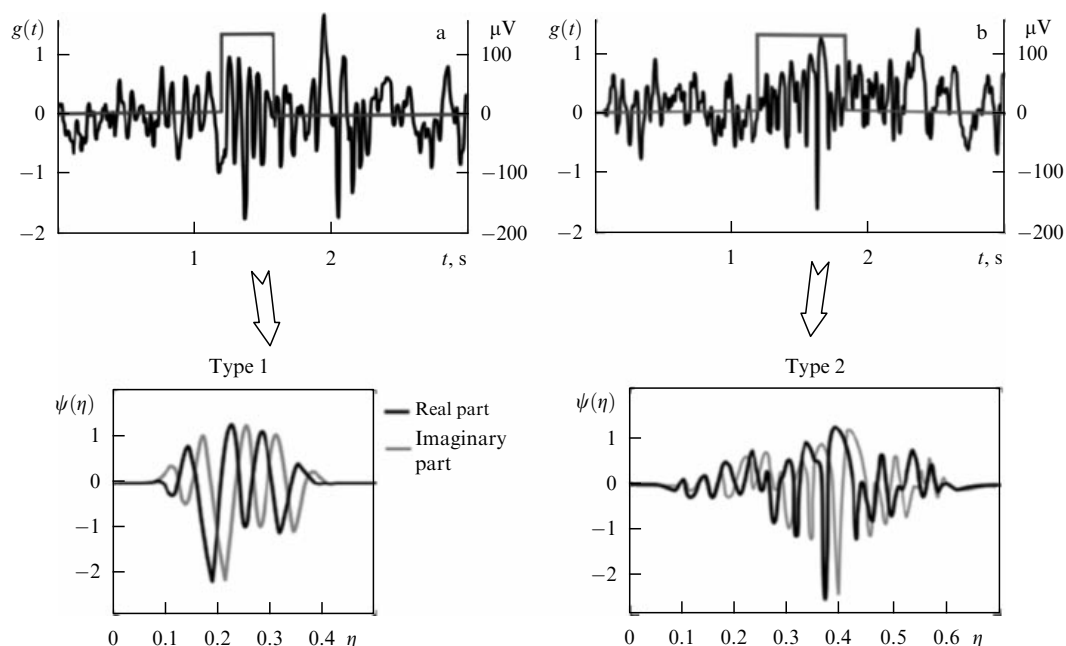 g(t) a μV
1 100
0 0
−1 −100
−2 −200
1 2 t, s
g(t) b μV
1 100
0 0
−1 −100
−2 −200
1 2 t, s
Type 1
ψ(η)
1
0
−1
−2
0 0.1 0.2 0.3 0.4 η
Real part
Imaginary
part
Type 2
ψ(η)
1
0
−1
−2
0 0.1 0.2 0.3 0.4 0.5 0.6 η